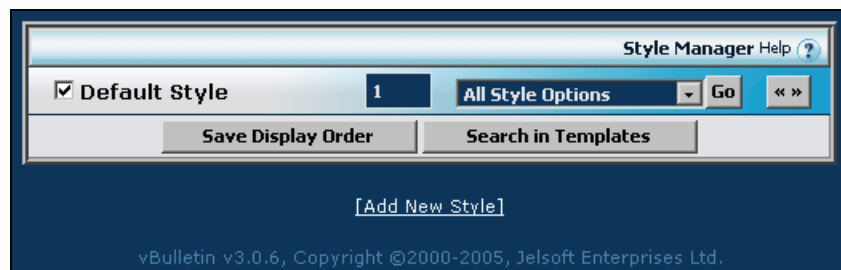 Style Manager Help ?
Default Style 1 All Style Options Go « »
Save Display Order Search in Templates
[Add New Style]
vBulletin v3.0.6, Copyright ©2000-2005, Jelsoft Enterprises Ltd.